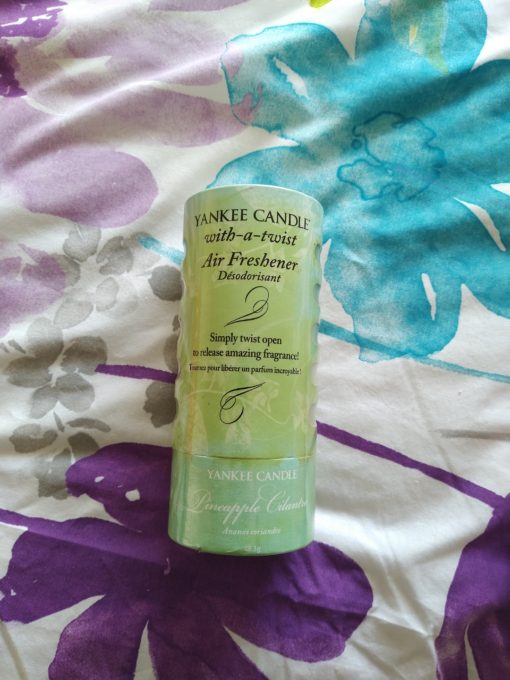 YANKEE CANDLE®
with-a-twist
Air Freshener
Désodorisant
Simply twist open
to release amazing fragrance!
Tournez pour libérer un parfum incroyable !
YANKEE CANDLE
Pineapple Cilantro
Ananas coriandre